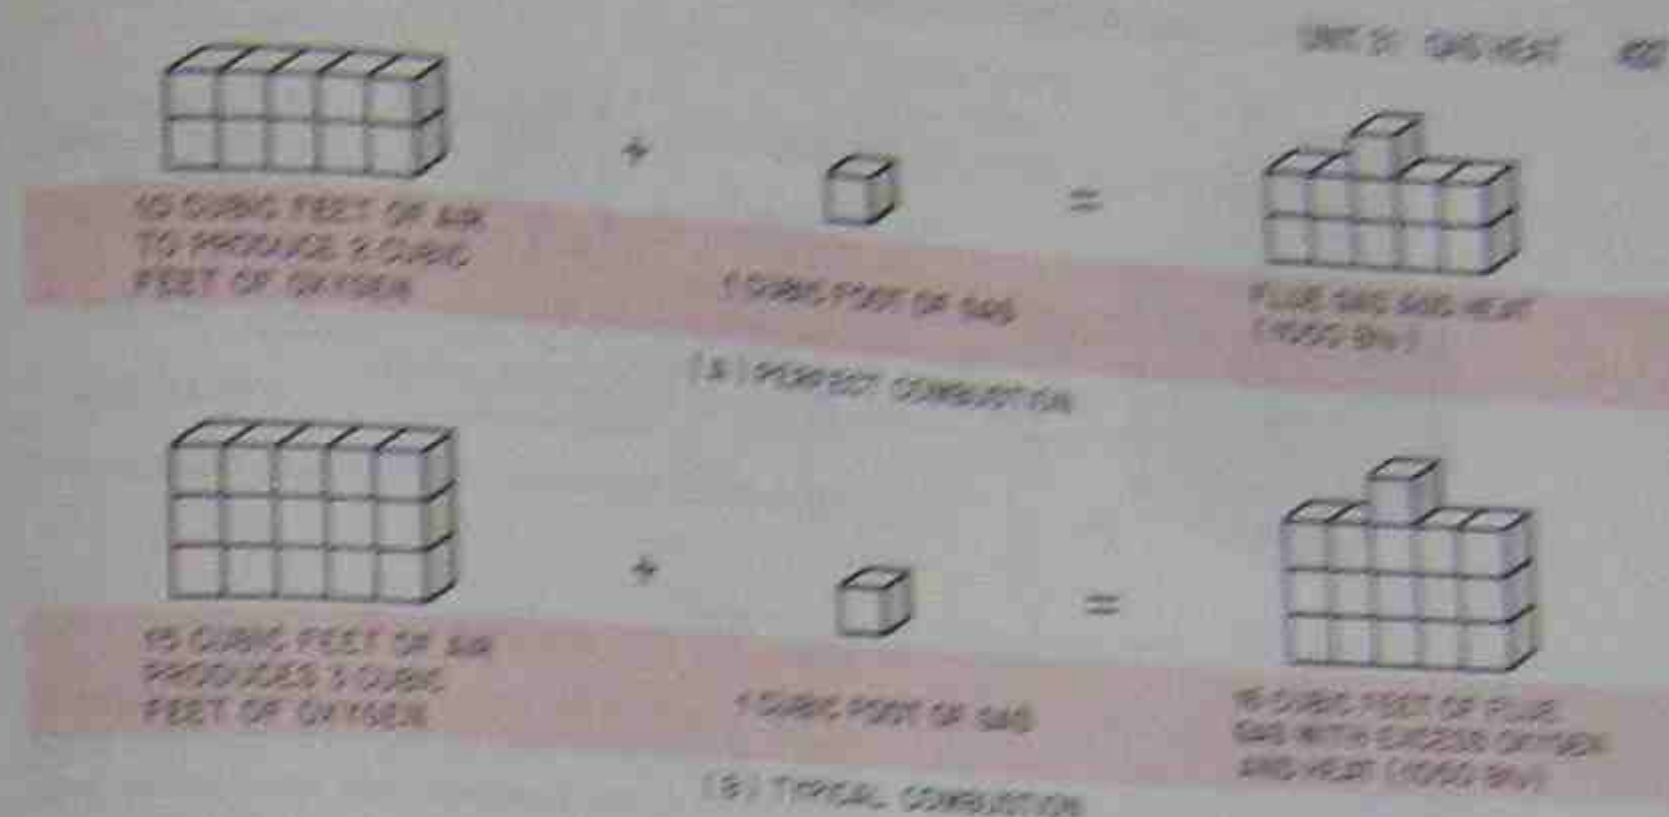 UNIT 31 GAS HEAT
10 CUBIC FEET OF AIR
TO PRODUCE 2 CUBIC
FEET OF OXYGEN
+
1 CUBIC FOOT OF GAS
=
FLUE GAS AND HEAT
(1050 Btu)
(A) PERFECT COMBUSTION
15 CUBIC FEET OF AIR
PRODUCES 3 CUBIC
FEET OF OXYGEN
+
1 CUBIC FOOT OF GAS
=
16 CUBIC FEET OF FLUE
GAS WITH EXCESS OXYGEN
AND HEAT (1050 Btu)
(B) TYPICAL COMBUSTION